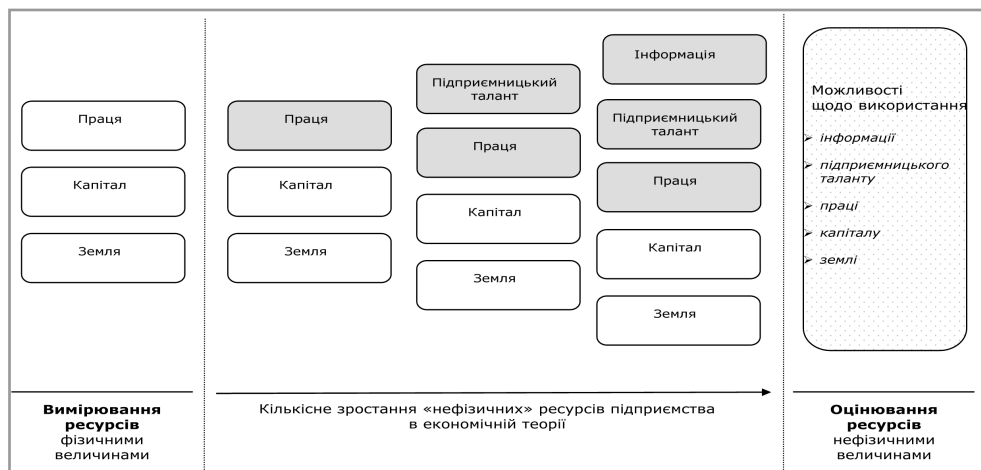 Праця
Капітал
Земля
Праця
Капітал
Земля
Підприємницький
талант
Праця
Капітал
Земля
Інформація
Підприємницький
талант
Праця
Капітал
Земля
Можливості
щодо використання
➢ інформації
➢ підприємницького
таланту
➢ праці
➢ капіталу
➢ землі
Вимірювання
ресурсів
фізичними
величинами
Кількісне зростання «нефізичних» ресурсів підприємства
в економічній теорії
Оцінювання
ресурсів
нефізичними
величинами